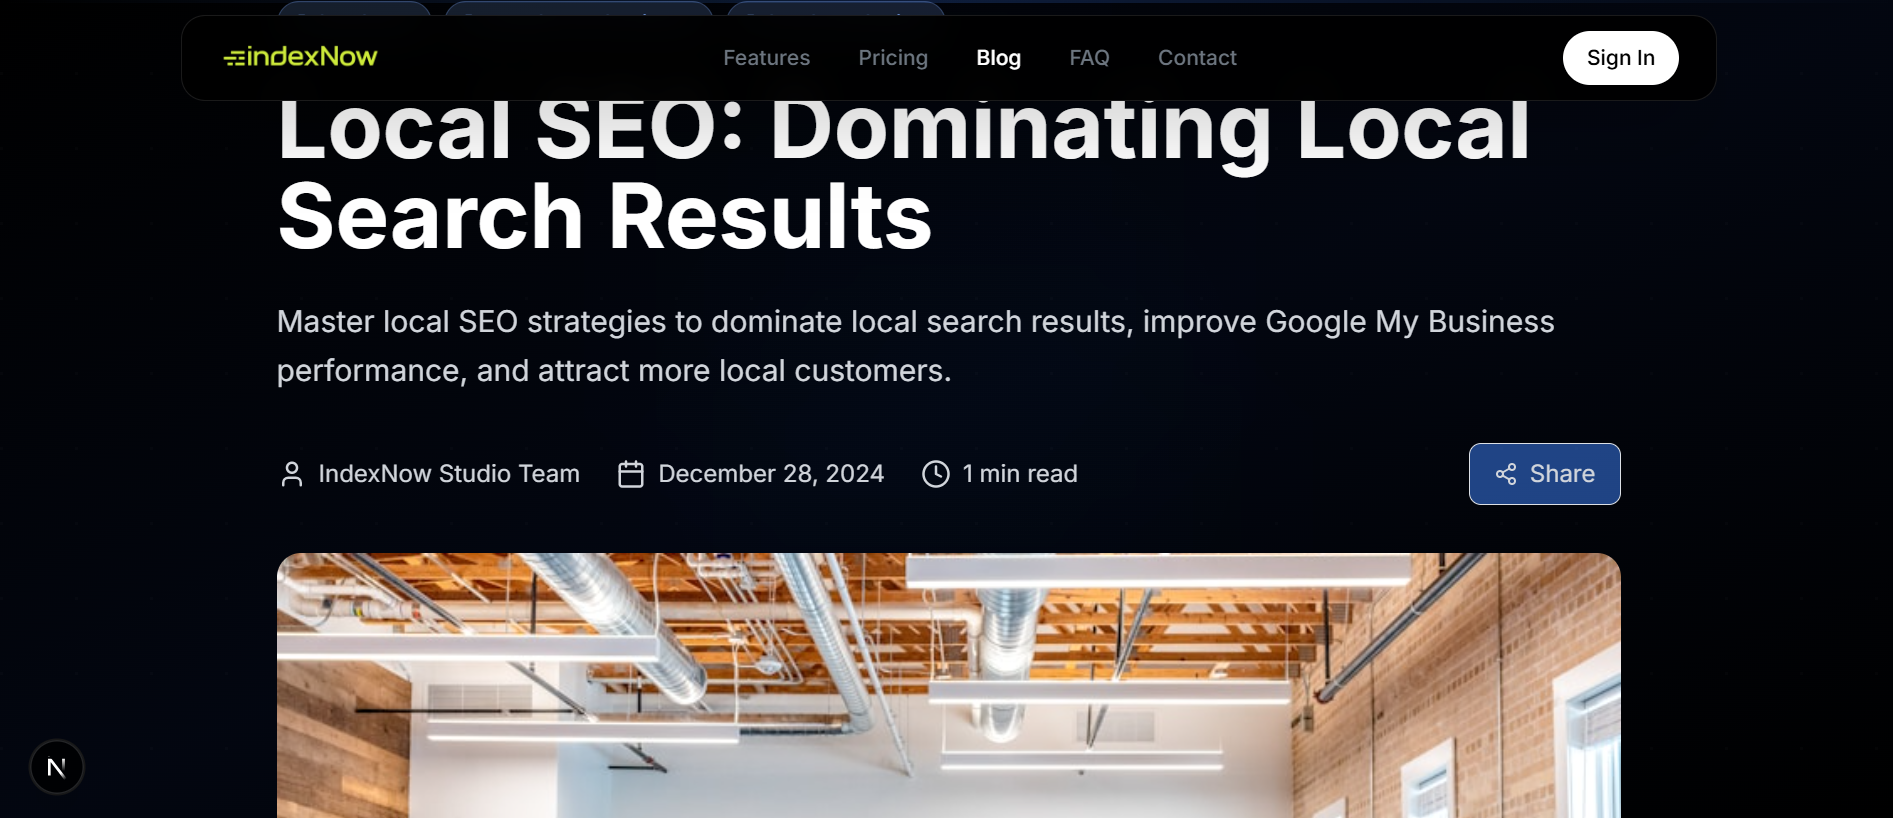 indexNow
Features
Pricing
Blog
FAQ
Contact
Sign In
Local SEO: Dominating Local
Search Results
Master local SEO strategies to dominate local search results, improve Google My Business
performance, and attract more local customers.
IndexNow Studio Team
December 28, 2024
1 min read
Share
N